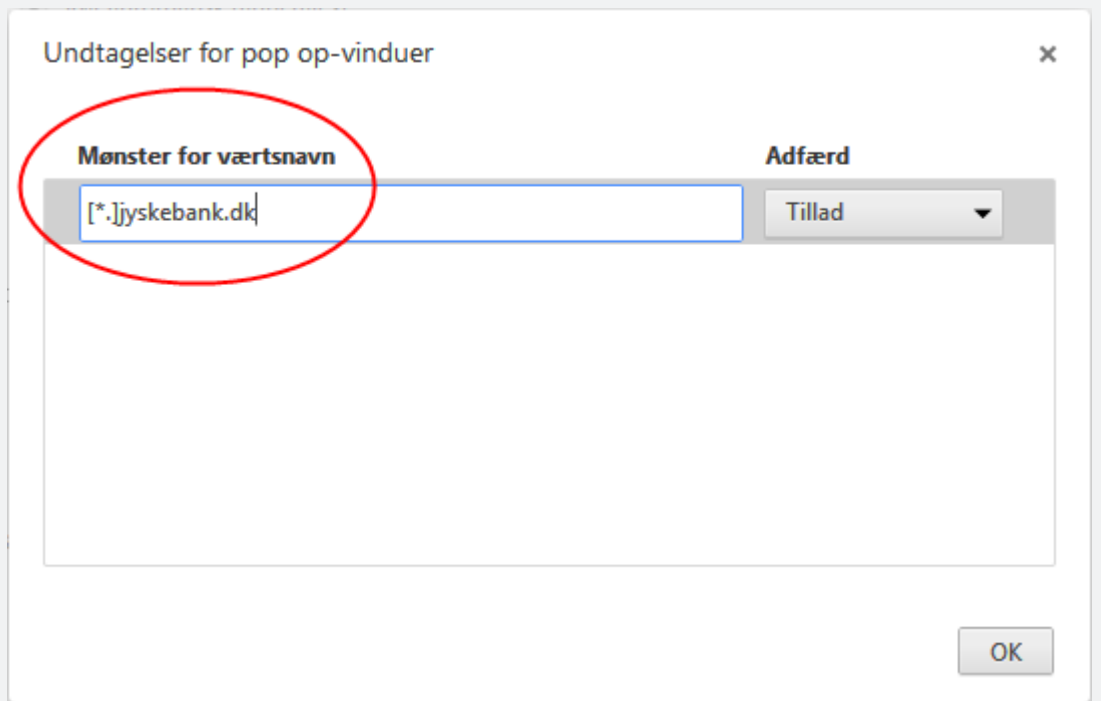 Undtagelser for pop op-vinduer
Mønster for værtsnavn Adfærd
[*.]jyskebank.dk Tillad
OK